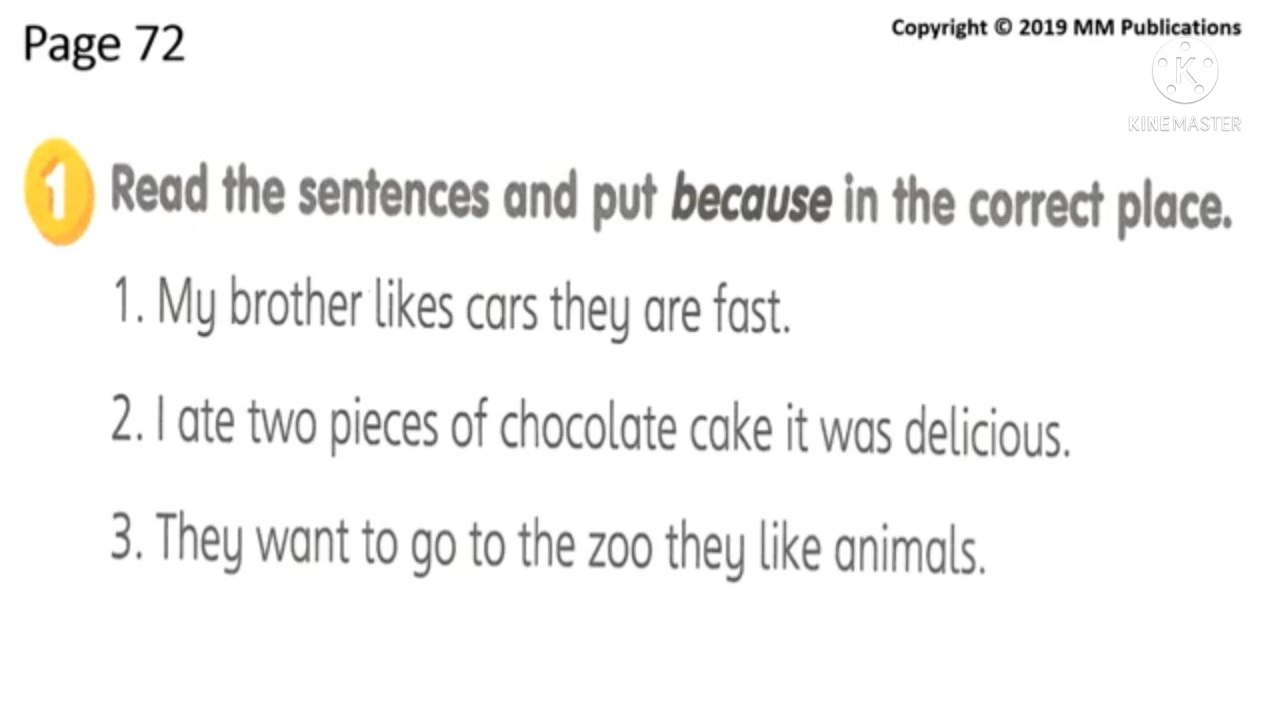 Page 72
Copyright © 2019 MM Publications
K
KINEMASTER
1 Read the sentences and put because in the correct place.
1. My brother likes cars they are fast.
2. I ate two pieces of chocolate cake it was delicious.
3. They want to go to the zoo they like animals.